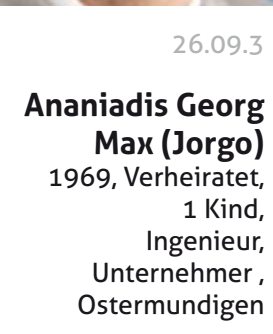 26.09.3
Ananiadis Georg
Max (Jorgo)
1969, Verheiratet,
1 Kind,
Ingenieur,
Unternehmer ,
Ostermundigen